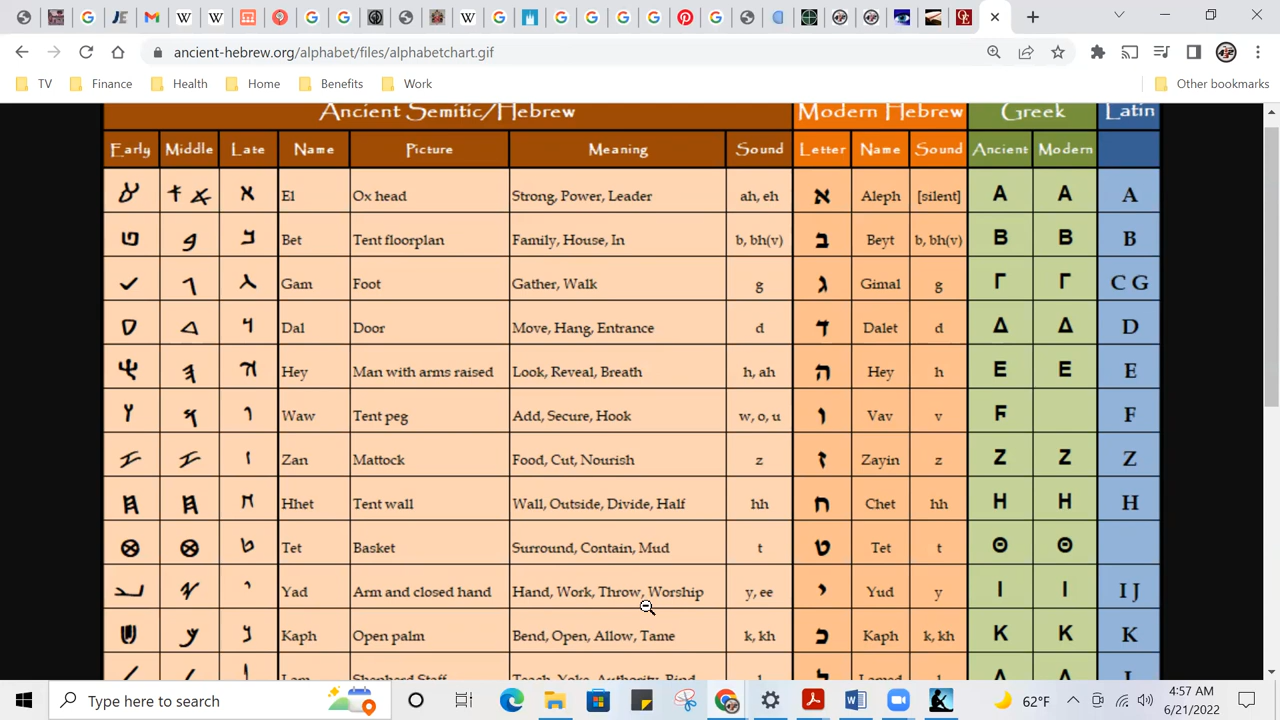 ancient-hebrew.org/alphabet/files/alphabetchart.gif
TV Finance Health Home Benefits Work Other bookmarks
Ancient Semitic/Hebrew Modern Hebrew Greek Latin
Early Middle Late Name Picture Meaning Sound Letter Name Sound Ancient Modern
El Ox head Strong, Power, Leader ah, eh א Aleph [silent] Α Α A
Bet Tent floorplan Family, House, In b, bh(v) ב Beyt b, bh(v) Β Β B
Gam Foot Gather, Walk g ג Gimal g Γ Γ C G
Dal Door Move, Hang, Entrance d ד Dalet d Δ Δ D
Hey Man with arms raised Look, Reveal, Breath h, ah ה Hey h Ε Ε E
Waw Tent peg Add, Secure, Hook w, o, u ו Vav v F F
Zan Mattock Food, Cut, Nourish z ז Zayin z Ζ Ζ Z
Hhet Tent wall Wall, Outside, Divide, Half hh ח Chet hh Η Η H
Tet Basket Surround, Contain, Mud t ט Tet t Θ Θ
Yad Arm and closed hand Hand, Work, Throw, Worship y, ee י Yud y Ι Ι I J
Kaph Open palm Bend, Open, Allow, Tame k, kh כ Kaph k, kh Κ Κ K
Type here to search
62°F
4:57 AM
6/21/2022